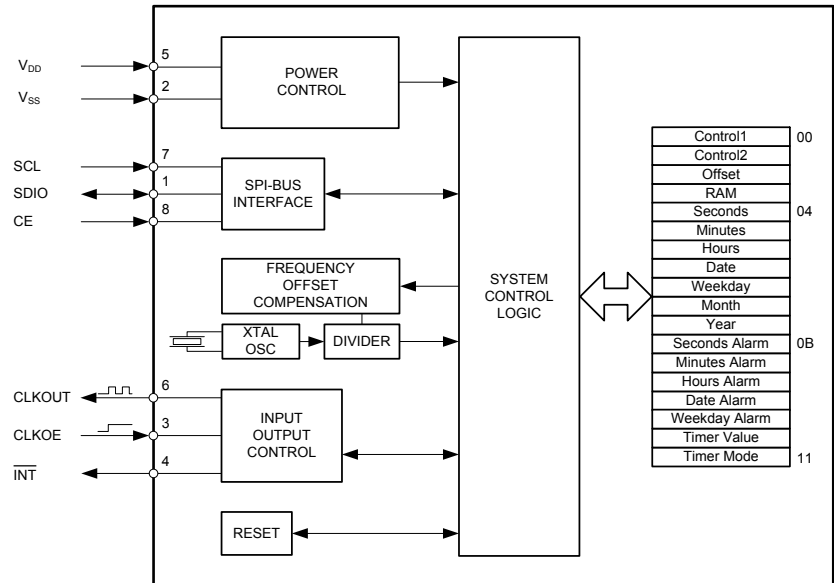 VDD
5
VSS
2
POWER
CONTROL
SCL
7
SDIO
1
CE
8
SPI-BUS
INTERFACE
FREQUENCY
OFFSET
COMPENSATION
XTAL
OSC
DIVIDER
CLKOUT
6
CLKOE
3
INT
4
INPUT
OUTPUT
CONTROL
RESET
SYSTEM
CONTROL
LOGIC
Control1 00
Control2
Offset
RAM
Seconds 04
Minutes
Hours
Date
Weekday
Month
Year
Seconds Alarm 0B
Minutes Alarm
Hours Alarm
Date Alarm
Weekday Alarm
Timer Value
Timer Mode 11